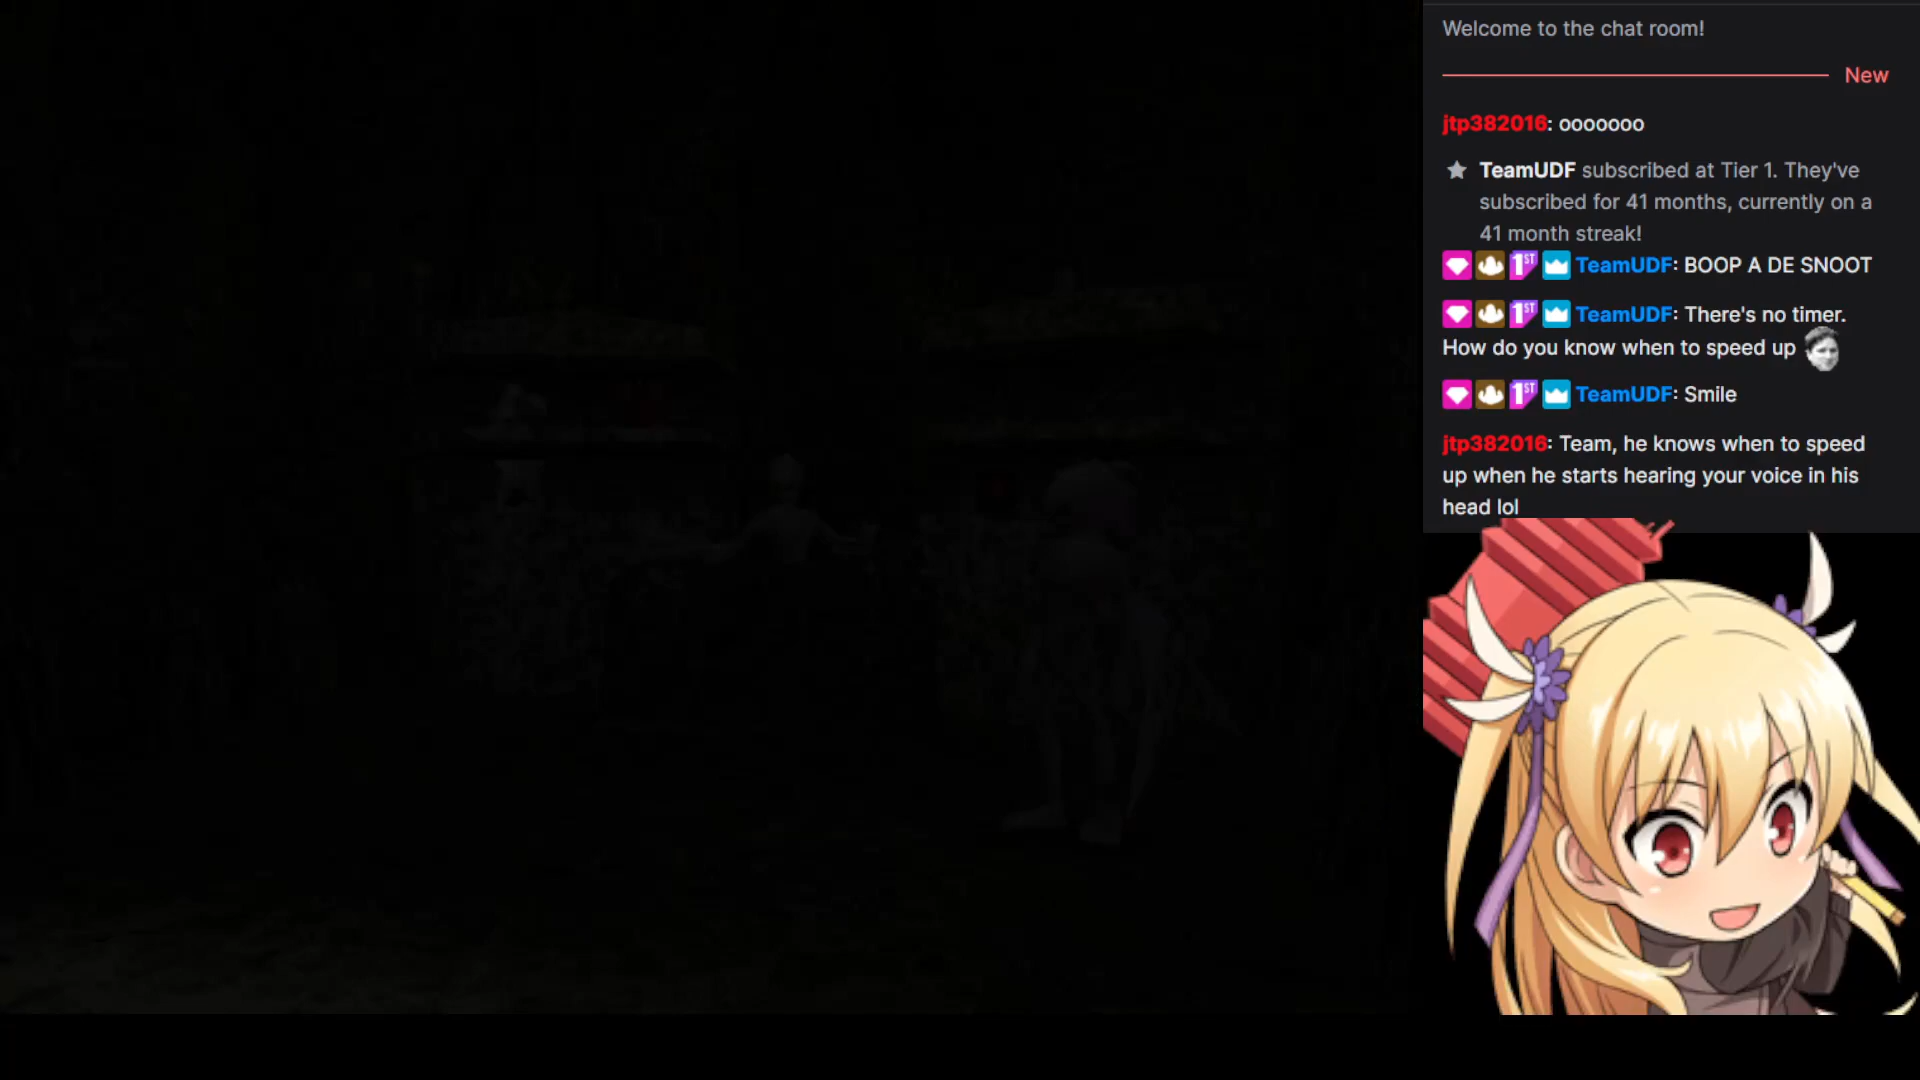 Welcome to the chat room!
New
jtp382016: ooooooo
TeamUDF subscribed at Tier 1. They've
subscribed for 41 months, currently on a
41 month streak!
1ST TeamUDF: BOOP A DE SNOOT
1ST TeamUDF: There's no timer.
How do you know when to speed up
1ST TeamUDF: Smile
jtp382016: Team, he knows when to speed
up when he starts hearing your voice in his
head lol